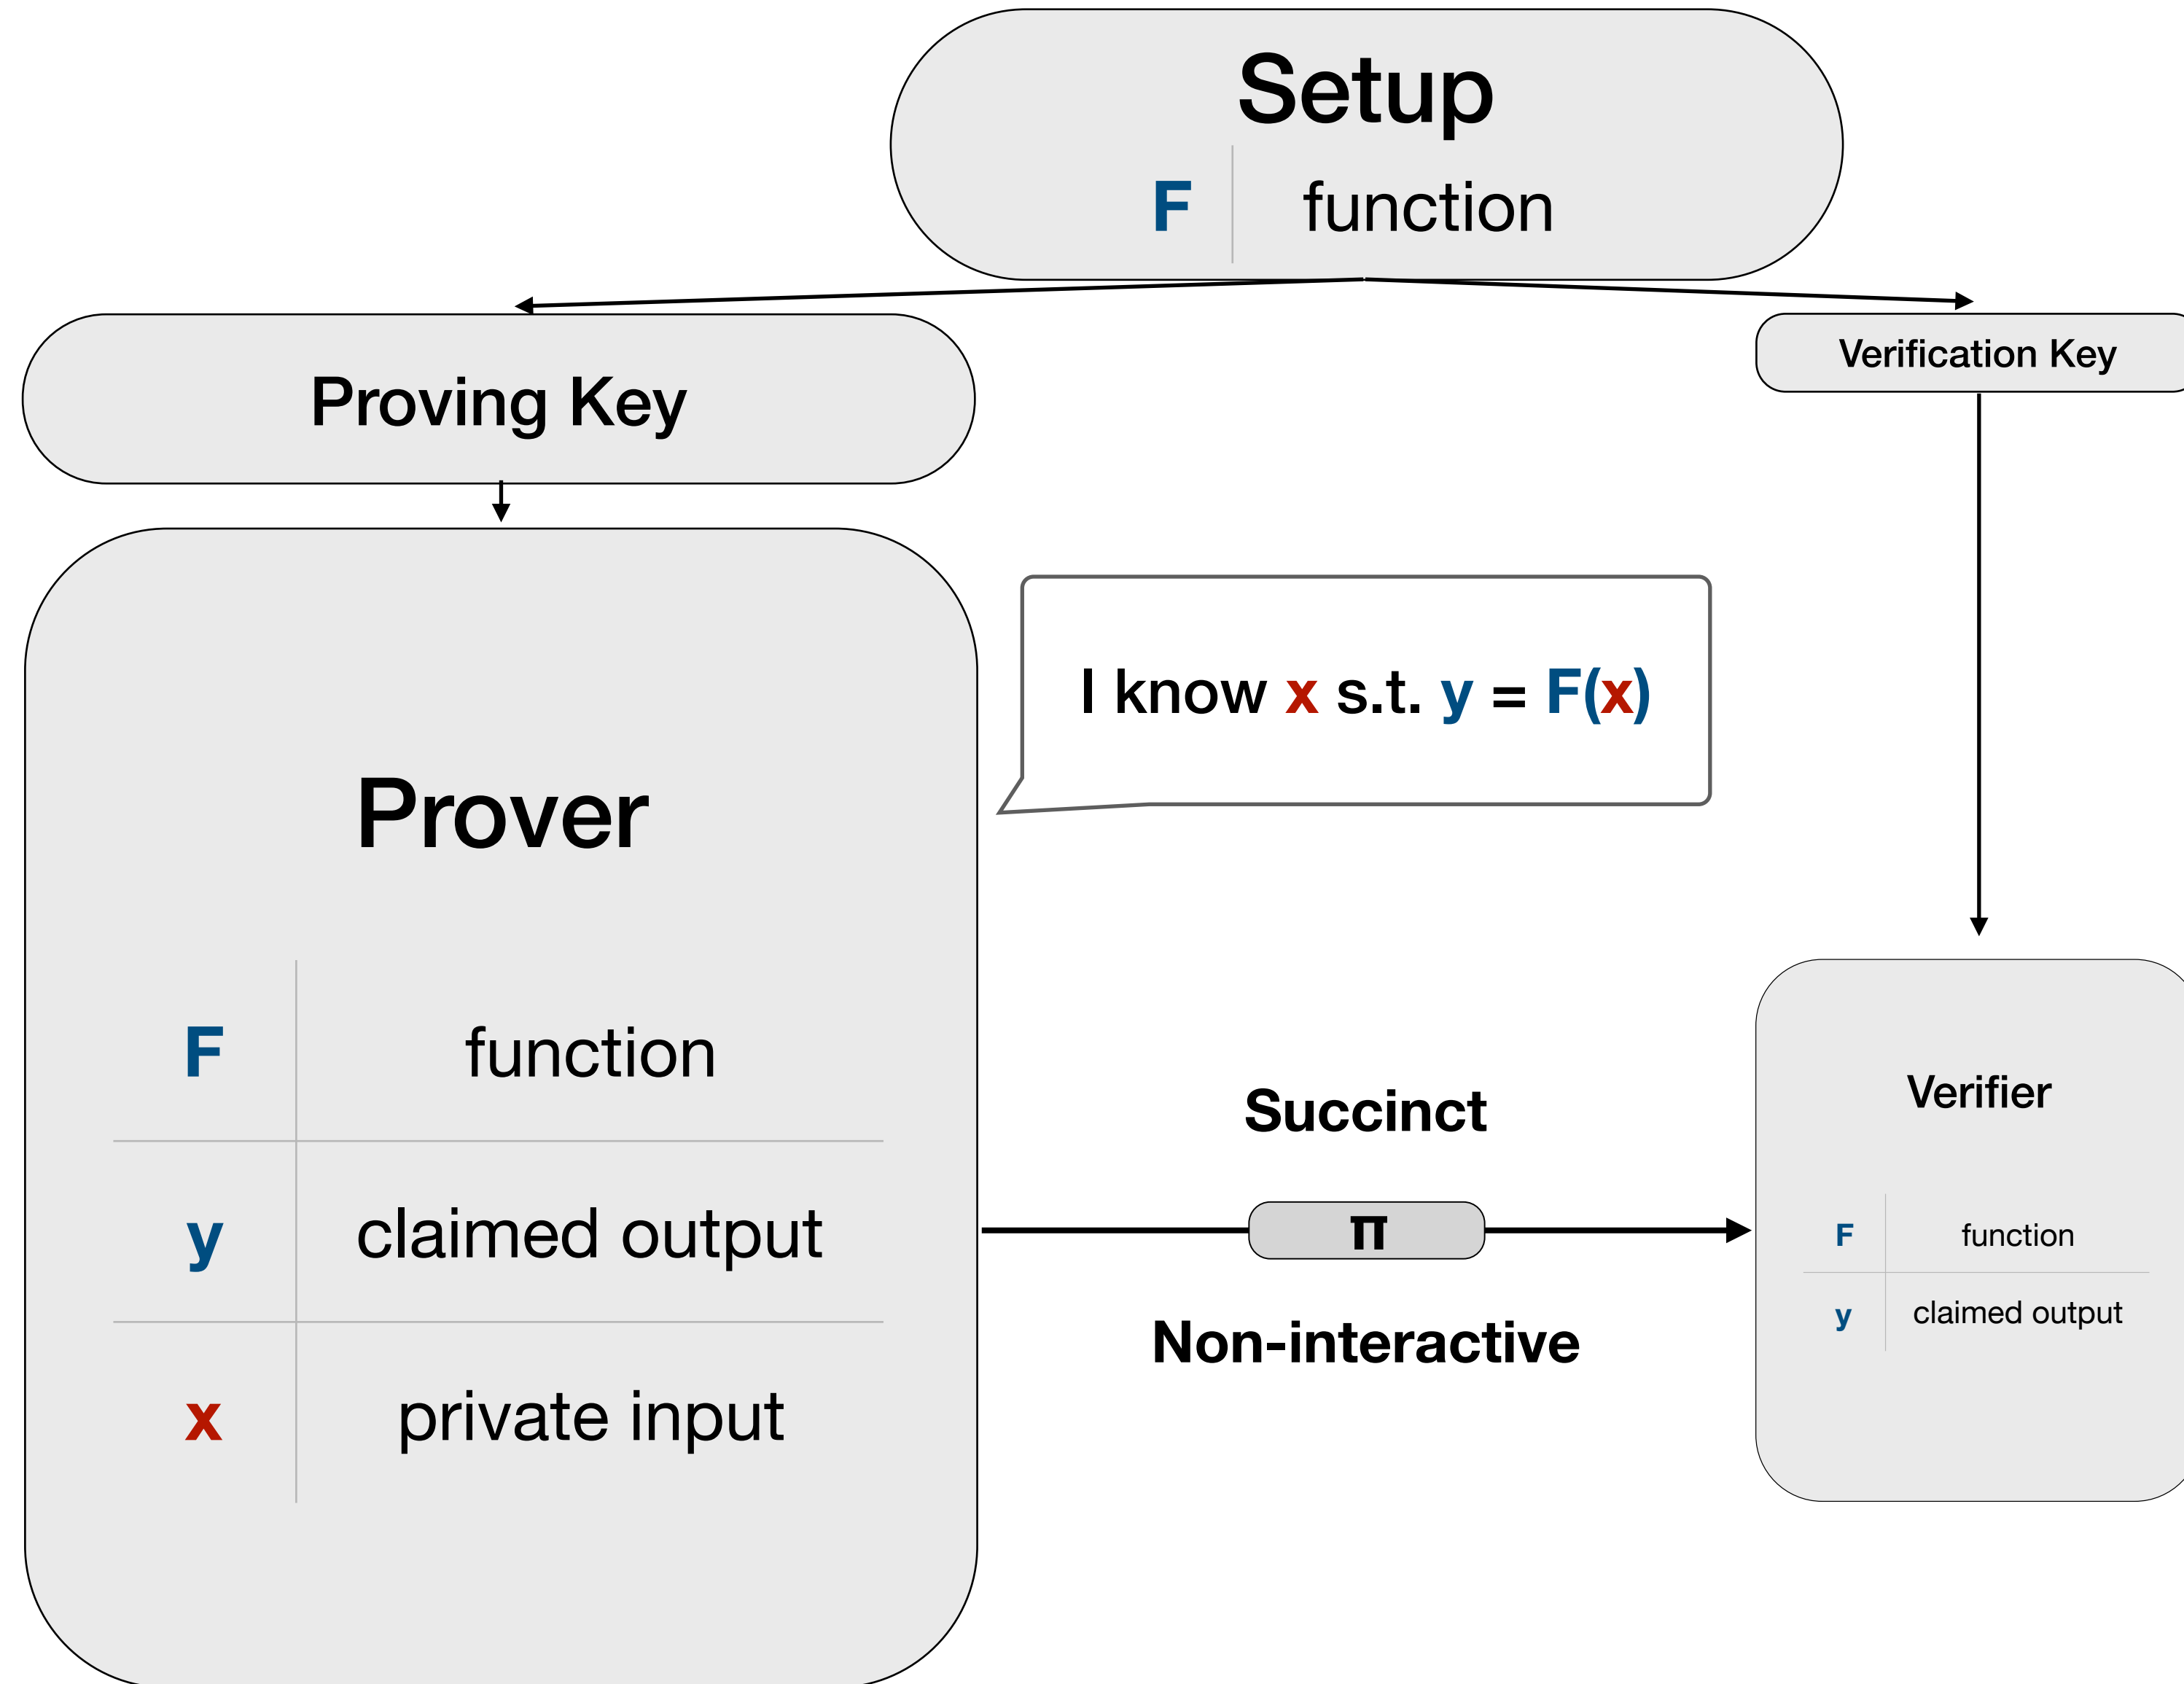 Setup
F function
Proving Key
Verification Key
I know x s.t. y = F(x)
Prover
F function
y claimed output
x private input
Succinct
π
Non-interactive
Verifier
F function
y claimed output